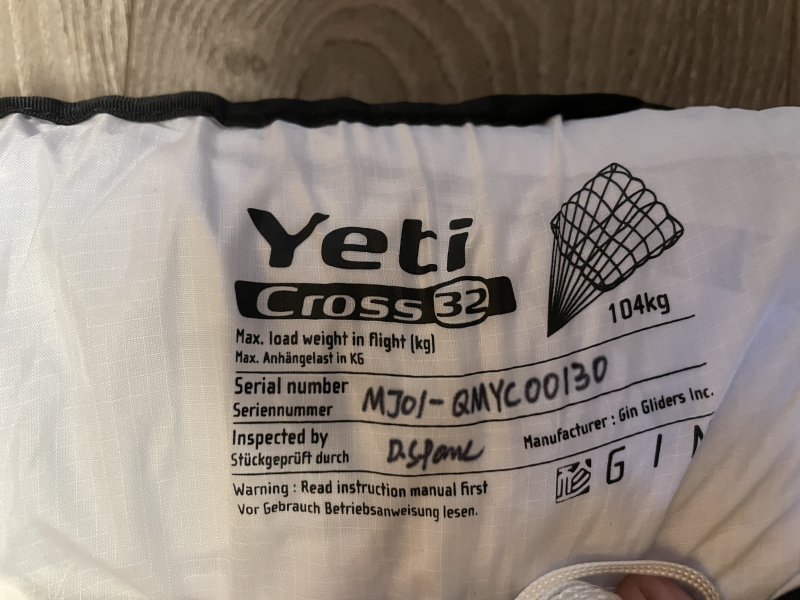 Yeti
Cross 32
Max. load weight in flight (kg) 104kg
Max. Anhängelast in KG
Serial number MJ01-QMYC00130
Seriennummer
Inspected by
Stückgeprüft durch
Manufacturer : Gin Gliders Inc.
GIN
Warning : Read instruction manual first
Vor Gebrauch Betriebsanweisung lesen.